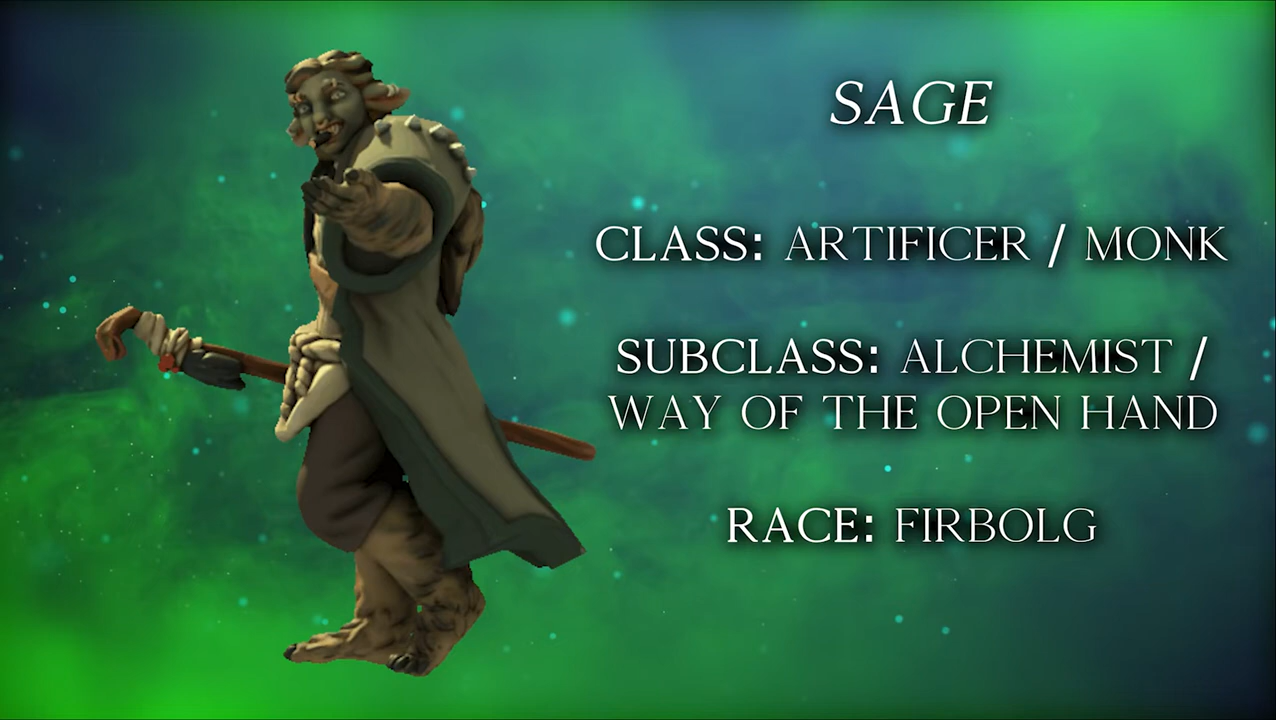 SAGE
CLASS: ARTIFICER / MONK
SUBCLASS: ALCHEMIST /
WAY OF THE OPEN HAND
RACE: FIRBOLG